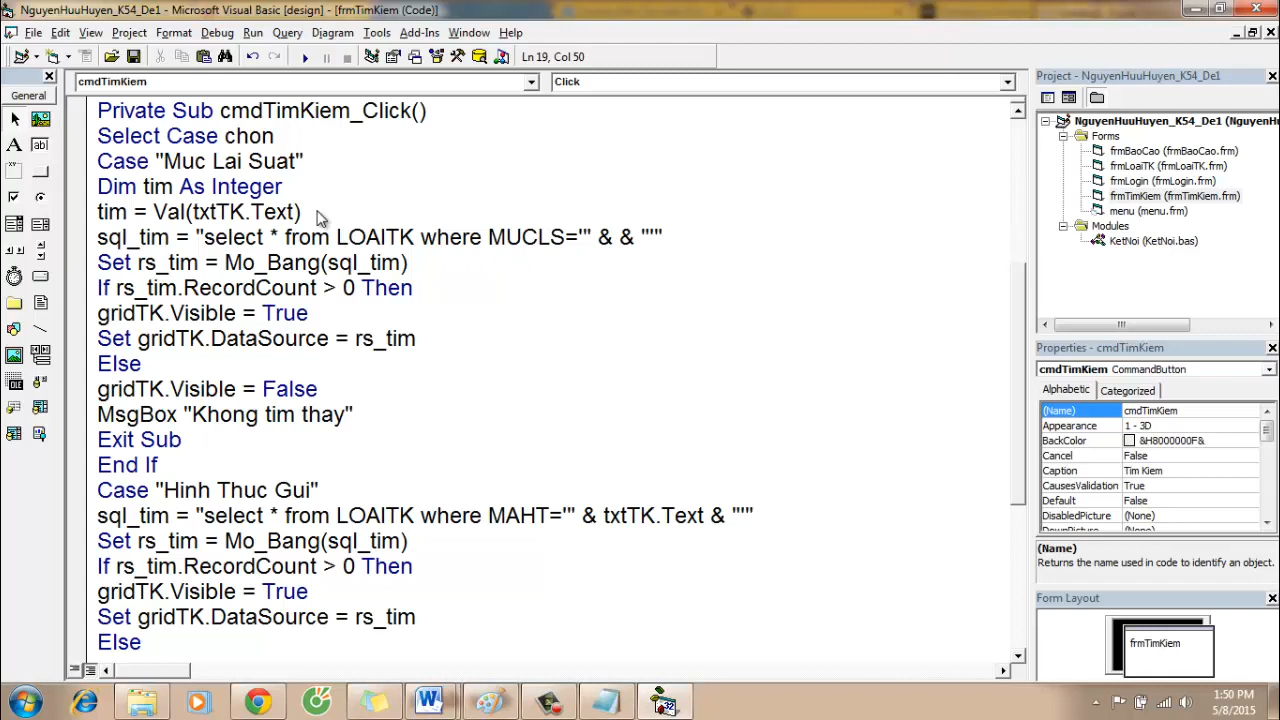 NguyenHuuHuyen_K54_De1 - Microsoft Visual Basic [design] - [frmTimKiem (Code)]
File Edit View Project Format Debug Run Query Diagram Tools Add-Ins Window Help
Ln 19, Col 50
General
cmdTimKiem Click
Private Sub cmdTimKiem_Click()
Select Case chon
Case "Muc Lai Suat"
Dim tim As Integer
tim = Val(txtTK.Text)
sql_tim = "select * from LOAITK where MUCLS='" & & "'"
Set rs_tim = Mo_Bang(sql_tim)
If rs_tim.RecordCount > 0 Then
gridTK.Visible = True
Set gridTK.DataSource = rs_tim
Else
gridTK.Visible = False
MsgBox "Khong tim thay"
Exit Sub
End If
Case "Hinh Thuc Gui"
sql_tim = "select * from LOAITK where MAHT='" & txtTK.Text & "'"
Set rs_tim = Mo_Bang(sql_tim)
If rs_tim.RecordCount > 0 Then
gridTK.Visible = True
Set gridTK.DataSource = rs_tim
Else
Project - NguyenHuuHuyen_K54_De1
NguyenHuuHuyen_K54_De1 (NguyenHu
Forms
frmBaoCao (frmBaoCao.frm)
frmLoaiTK (frmLoaiTK.frm)
frmLogin (frmLogin.frm)
frmTimKiem (frmTimKiem.frm)
menu (menu.frm)
Modules
KetNoi (KetNoi.bas)
Properties - cmdTimKiem
cmdTimKiem CommandButton
Alphabetic Categorized
(Name) cmdTimKiem
Appearance 1 - 3D
BackColor &H8000000F&
Cancel False
Caption Tim Kiem
CausesValidation True
Default False
DisabledPicture (None)
DownPicture (None)
(Name)
Returns the name used in code to identify an object.
Form Layout
frmTimKiem
1:50 PM
5/8/2015